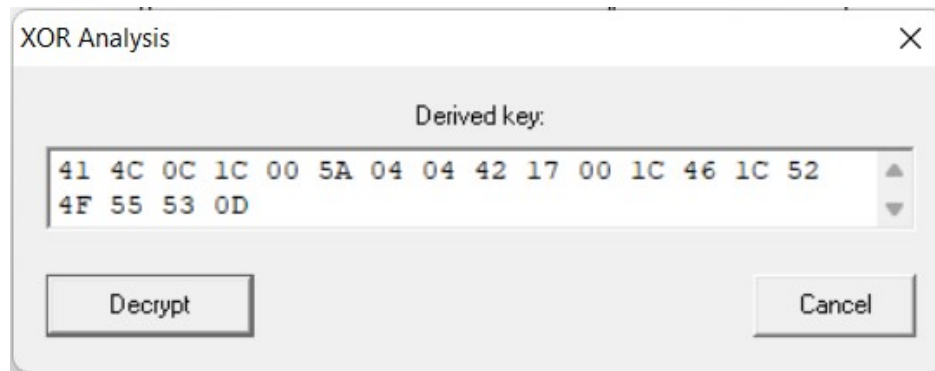 XOR Analysis
Derived key:
41 4C 0C 1C 00 5A 04 04 42 17 00 1C 46 1C 52
4F 55 53 0D
Decrypt
Cancel